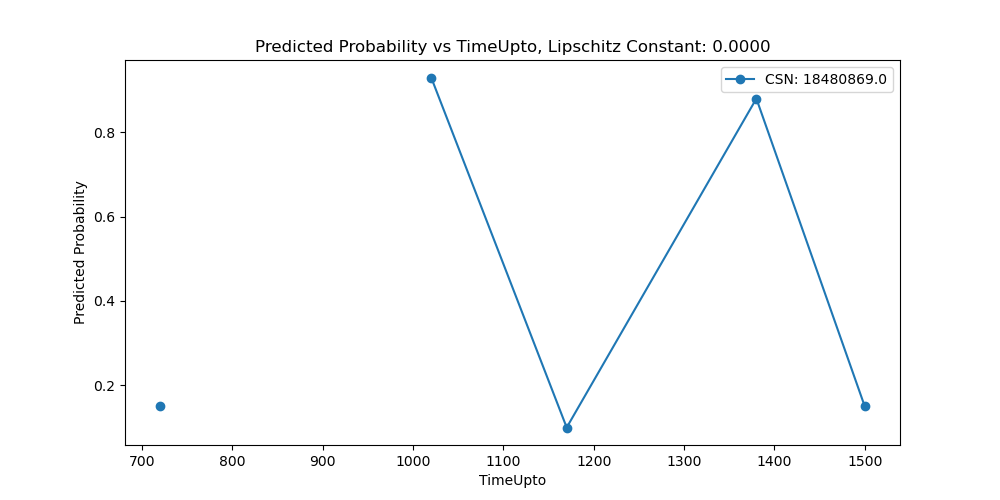 Predicted Probability vs TimeUpto, Lipschitz Constant: 0.0000
CSN: 18480869.0
Predicted Probability
0.8
0.6
0.4
0.2
700 800 900 1000 1100 1200 1300 1400 1500
TimeUpto